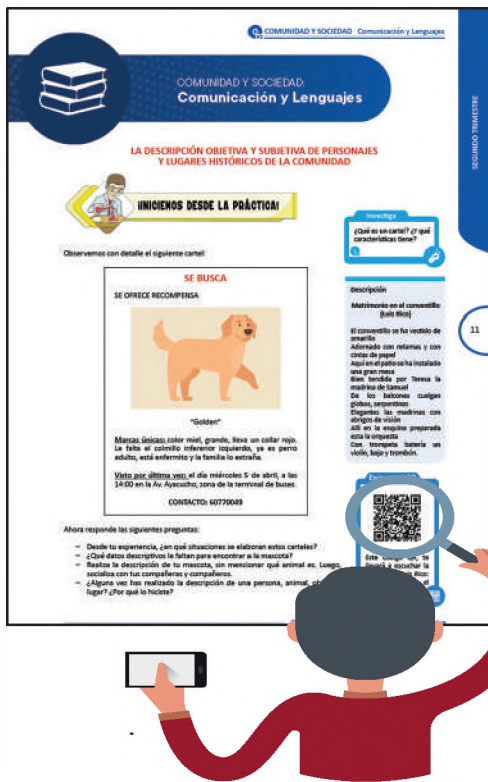 COMUNIDAD Y SOCIEDAD Comunicación y Lenguajes
COMUNIDAD Y SOCIEDAD:
Comunicación y Lenguajes
SEGUNDO TRIMESTRE
LA DESCRIPCIÓN OBJETIVA Y SUBJETIVA DE PERSONAJES
Y LUGARES HISTÓRICOS DE LA COMUNIDAD
¡INICIEMOS DESDE LA PRÁCTICA!
Observemos con detalle el siguiente cartel:
SE BUSCA
SE OFRECE RECOMPENSA
"Golden"
Marcas únicas: color miel, grande, lleva un collar rojo.
Le falta el colmillo inferior izquierdo, ya es perro
adulto, está enfermito y la familia lo extraña.
Visto por última vez: el día miércoles 5 de abril, a las
14:00 en la Av. Ayacucho, zona de la terminal de buses.
CONTACTO: 60770049
Ahora responde las siguientes preguntas:
– Desde tu experiencia, ¿en qué situaciones se elaboran estos carteles?
– ¿Qué datos descriptivos le faltan para encontrar a la mascota?
– Realiza la descripción de tu mascota, sin mencionar qué animal es. Luego,
socializa con tus compañeras y compañeros.
– ¿Alguna vez has realizado la descripción de una persona, animal,
lugar? ¿Por qué lo hiciste?
Investiga
¿Qué es un cartel? ¿Y qué
características tiene?
Descripción
Matrimonio en el conventillo
(Luis Rico)
El conventillo se ha vestido de
amarillo
Adornado con retamas y con
cintas de papel
Aquí en el patio se ha instalado
una gran mesa
Bien tendida por Teresa la
madrina de Samuel
De los balcones cuelgan
globos, serpentinas
Elegantes las madrinas con
abrigos de visión
Allí en la esquina preparada
esta la orquesta
Con trompeta batería un
violín, bajo y trombón.
11
Este
te
a escuchar la
Rico:
el